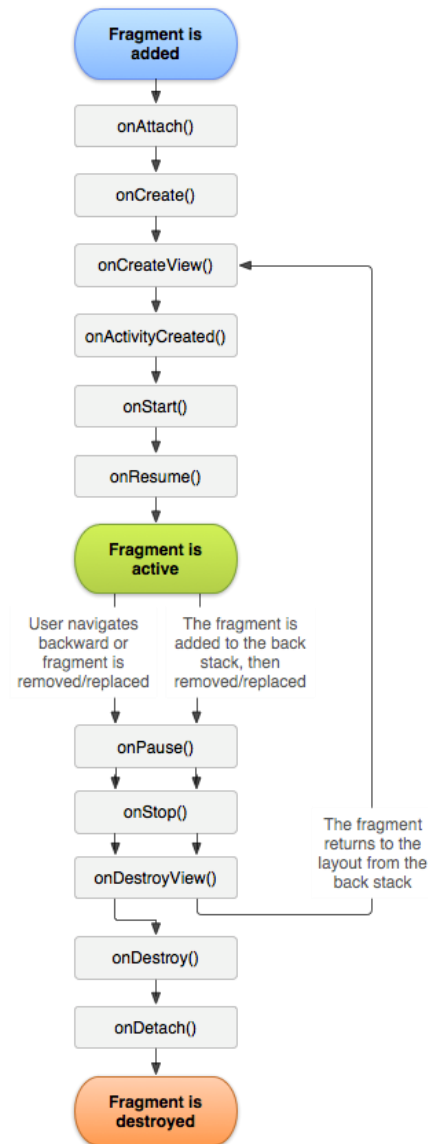 Fragment is
added
onAttach()
onCreate()
onCreateView()
onActivityCreated()
onStart()
onResume()
Fragment is
active
User navigates
backward or
fragment is
removed/replaced
The fragment is
added to the back
stack, then
removed/replaced
onPause()
onStop()
onDestroyView()
The fragment
returns to the
layout from the
back stack
onDestroy()
onDetach()
Fragment is
destroyed